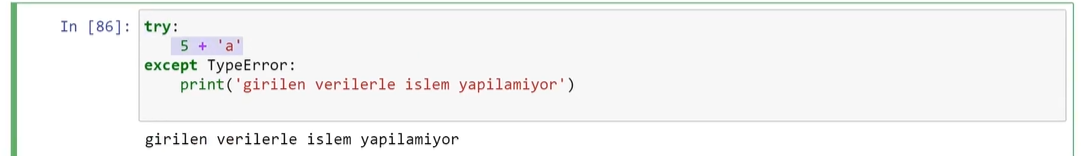 In [86]: try:
    5 + 'a'
except TypeError:
    print('girilen verilerle islem yapilamiyor')
girilen verilerle islem yapilamiyor